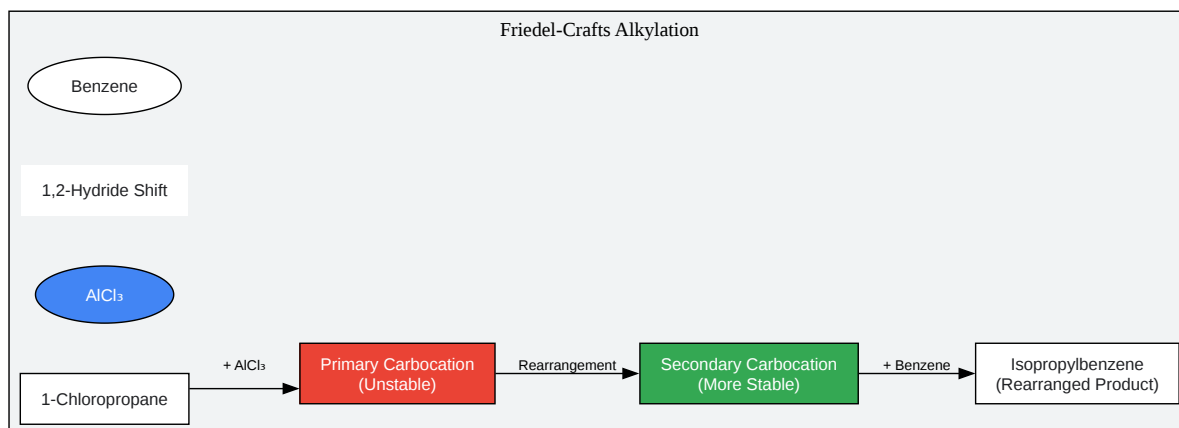 Friedel-Crafts Alkylation
Benzene
1,2-Hydride Shift
AlCl₃
1-Chloropropane
+ AlCl₃
Primary Carbocation
(Unstable)
Rearrangement
Secondary Carbocation
(More Stable)
+ Benzene
Isopropylbenzene
(Rearranged Product)